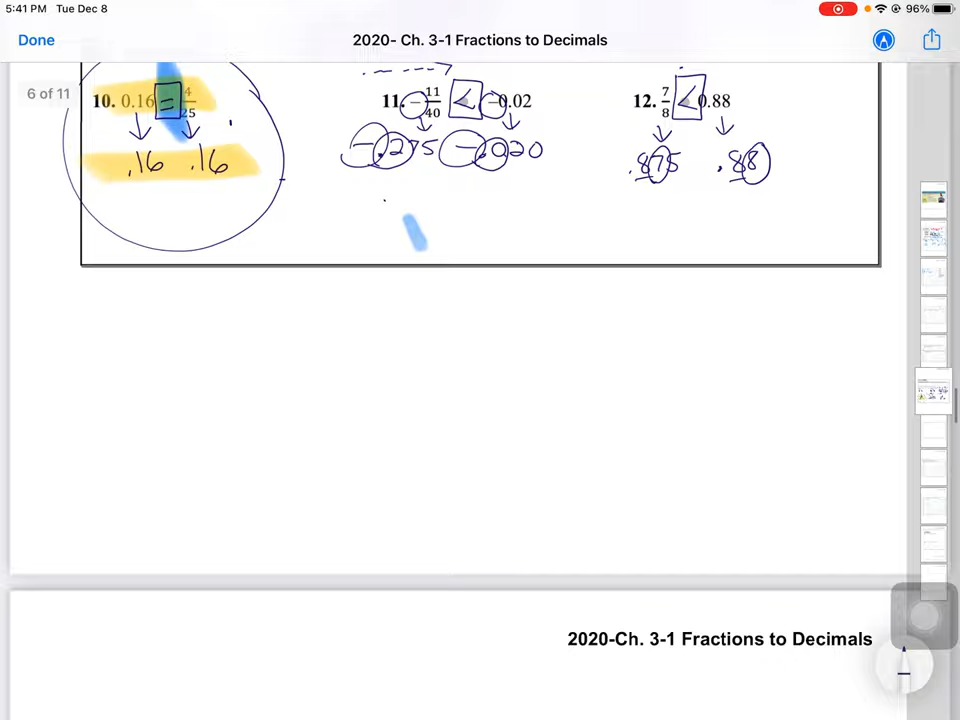 5:41 PM Tue Dec 8
96%
Done
2020- Ch. 3-1 Fractions to Decimals
6 of 11
10. 0.16 = 4/25
.16 .16
11. -11/40 < -0.02
-.275 -.020
12. 7/8 < 0.88
.875 .88
2020-Ch. 3-1 Fractions to Decimals